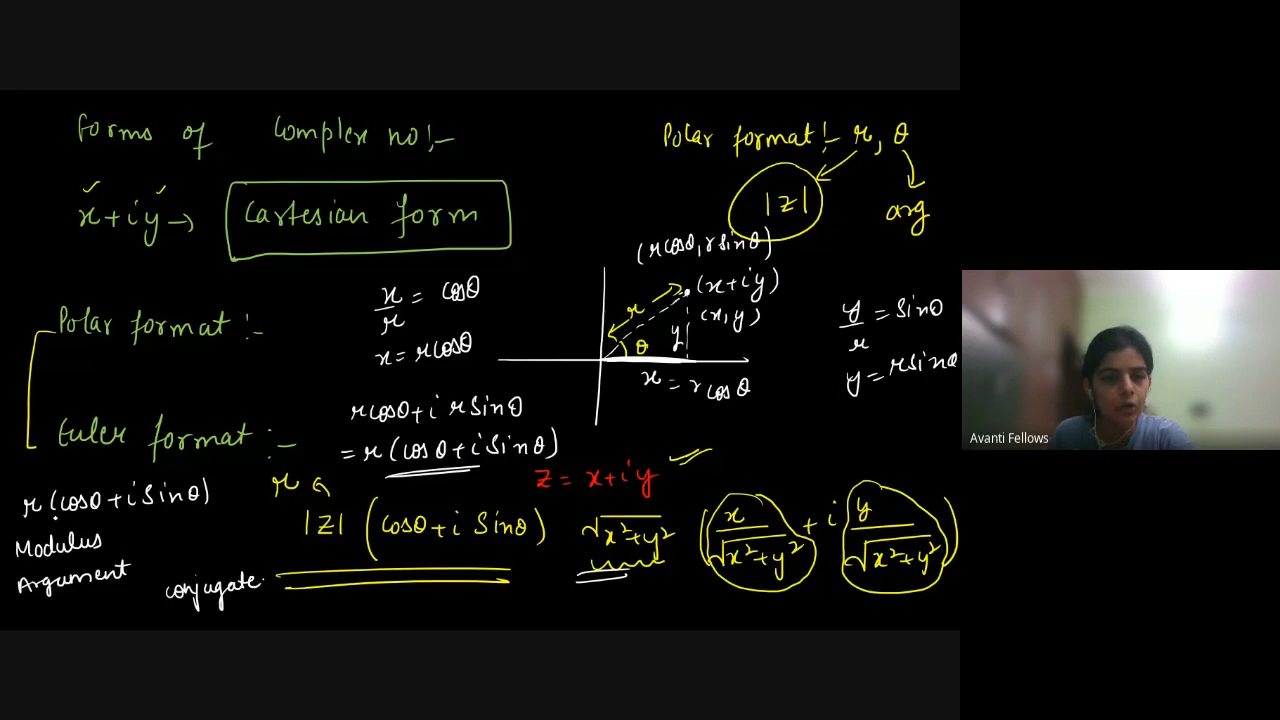 Forms of Complex no:-
x+iy → Cartesian form
Polar format:- r, θ
|z|
arg
(rcosθ, rsinθ)
(x+iy)
(x,y)
r
θ
y
x = r cosθ
y/r = Sinθ
y = rsinθ
Polar format:-
x/r = cosθ
x = rcosθ
Euler format:-
rcosθ+i rSinθ
= r(cosθ+iSinθ)
z = x+iy
r(cosθ+iSinθ)
Modulus
Argument
conjugate.
r
|z| (cosθ+i Sinθ)
√x²+y² (x/√x²+y² + i y/√x²+y²)
Avanti Fellows